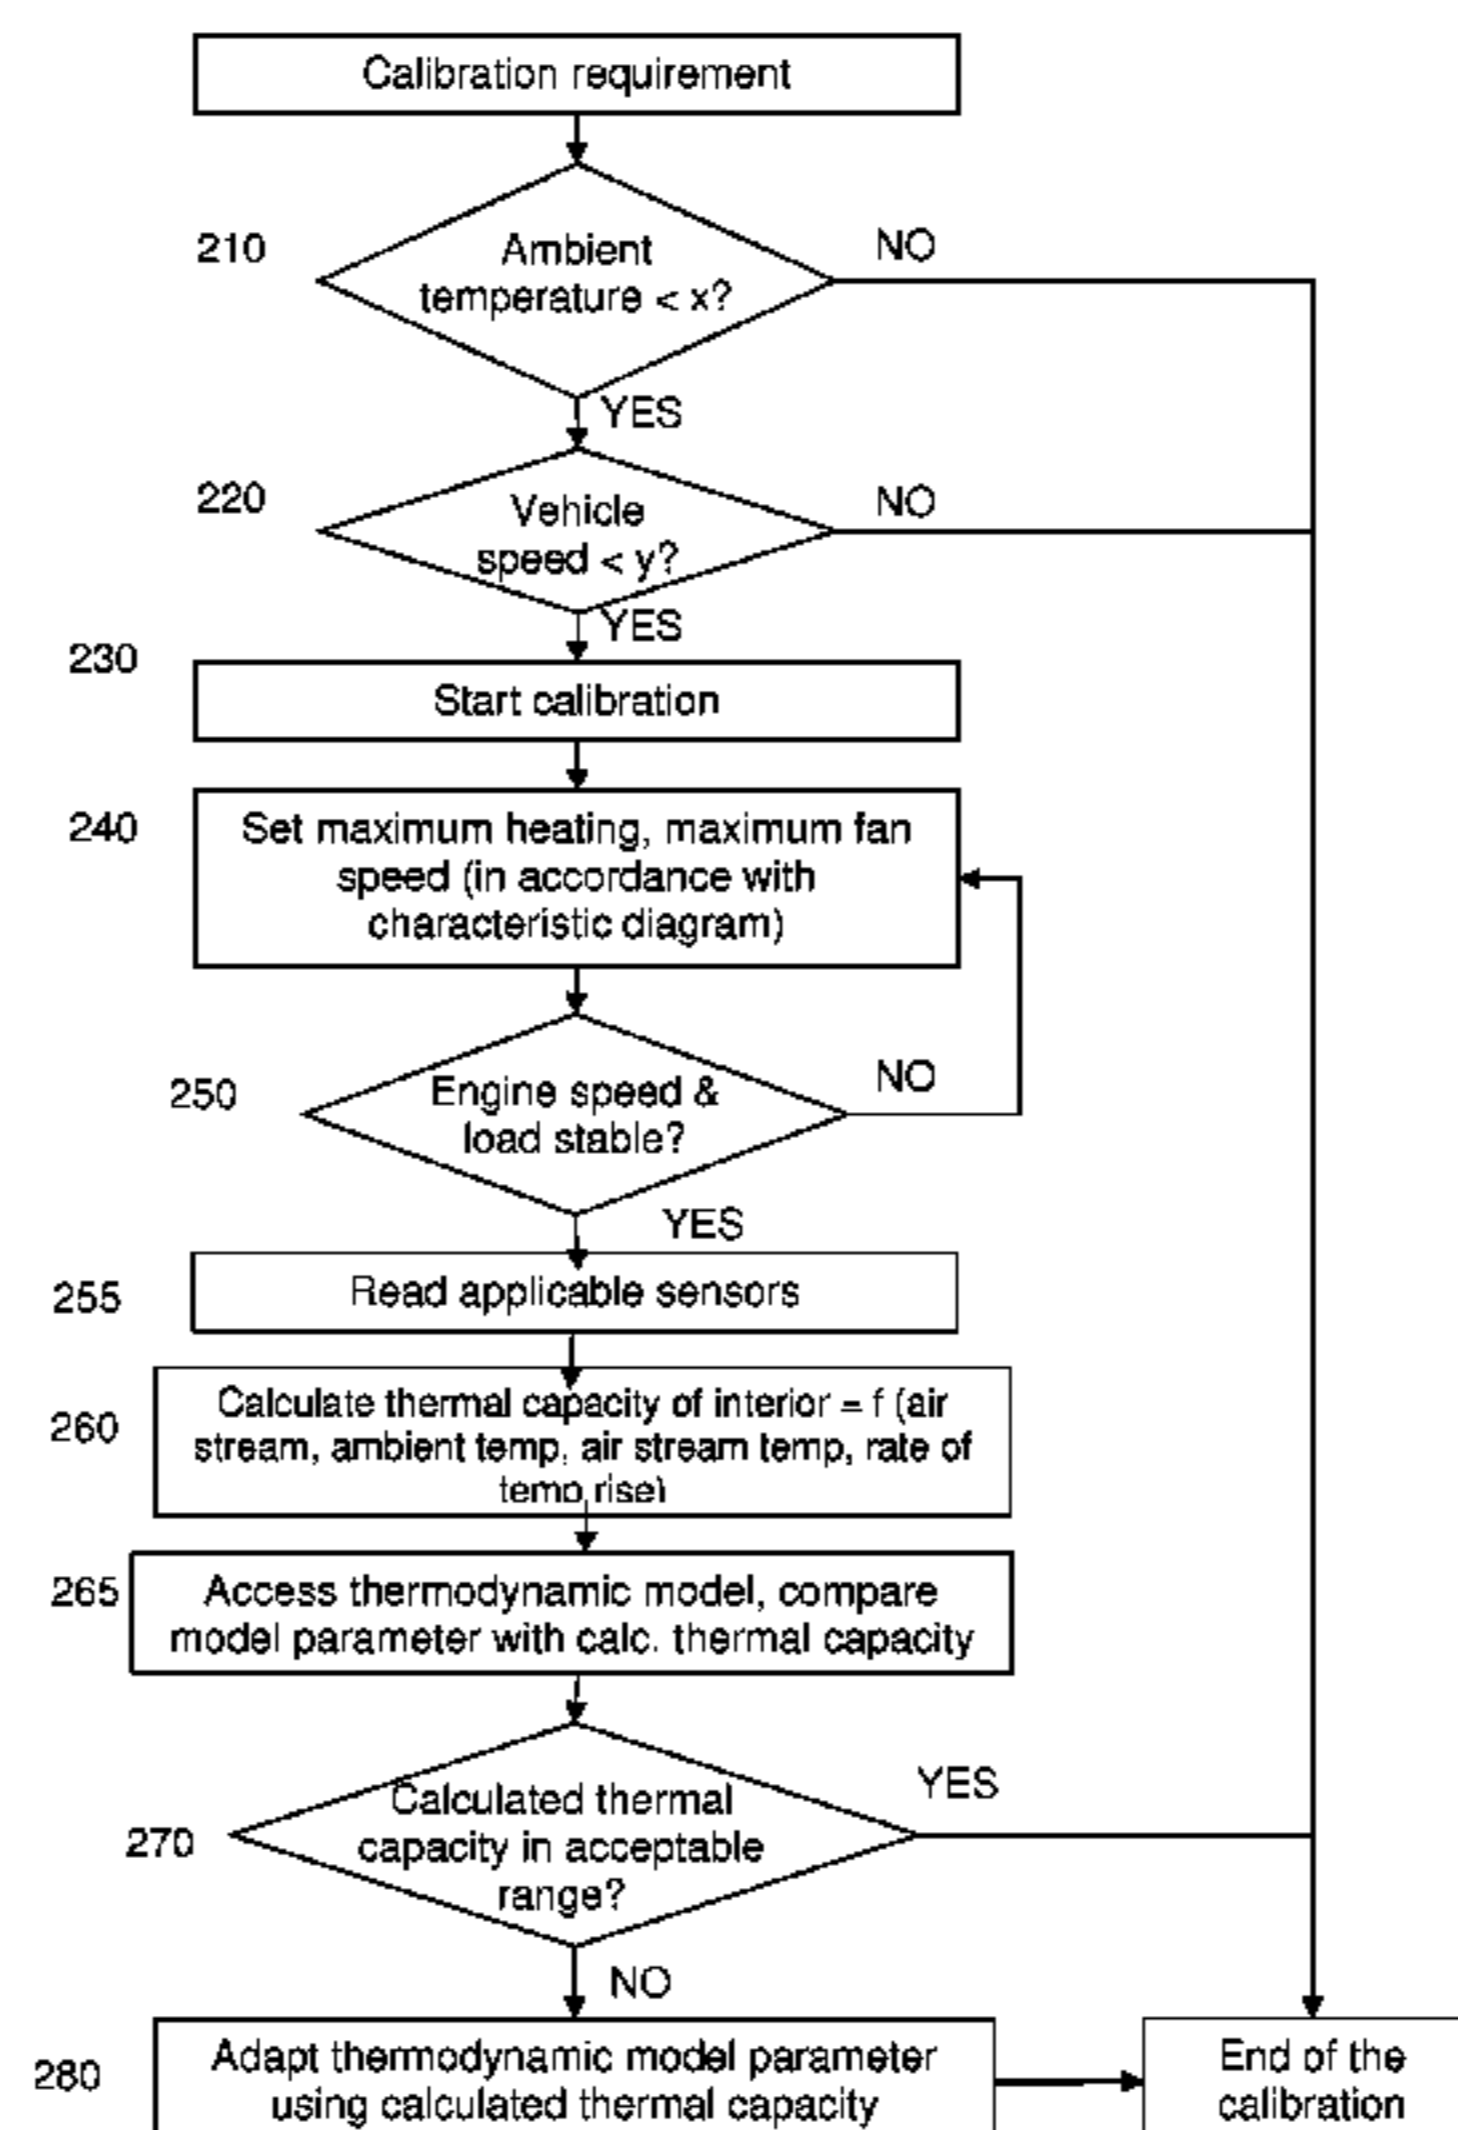 Calibration requirement
210
Ambient
temperature < x?
NO
YES
220
Vehicle
speed < y?
NO
YES
230
Start calibration
240
Set maximum heating, maximum fan
speed (in accordance with
characteristic diagram)
250
Engine speed &
load stable?
NO
YES
255
Read applicable sensors
260
Calculate thermal capacity of interior = f (air
stream, ambient temp, air stream temp, rate of
temp rise)
265
Access thermodynamic model, compare
model parameter with calc. thermal capacity
270
Calculated thermal
capacity in acceptable
range?
YES
NO
280
Adapt thermodynamic model parameter
using calculated thermal capacity
End of the
calibration